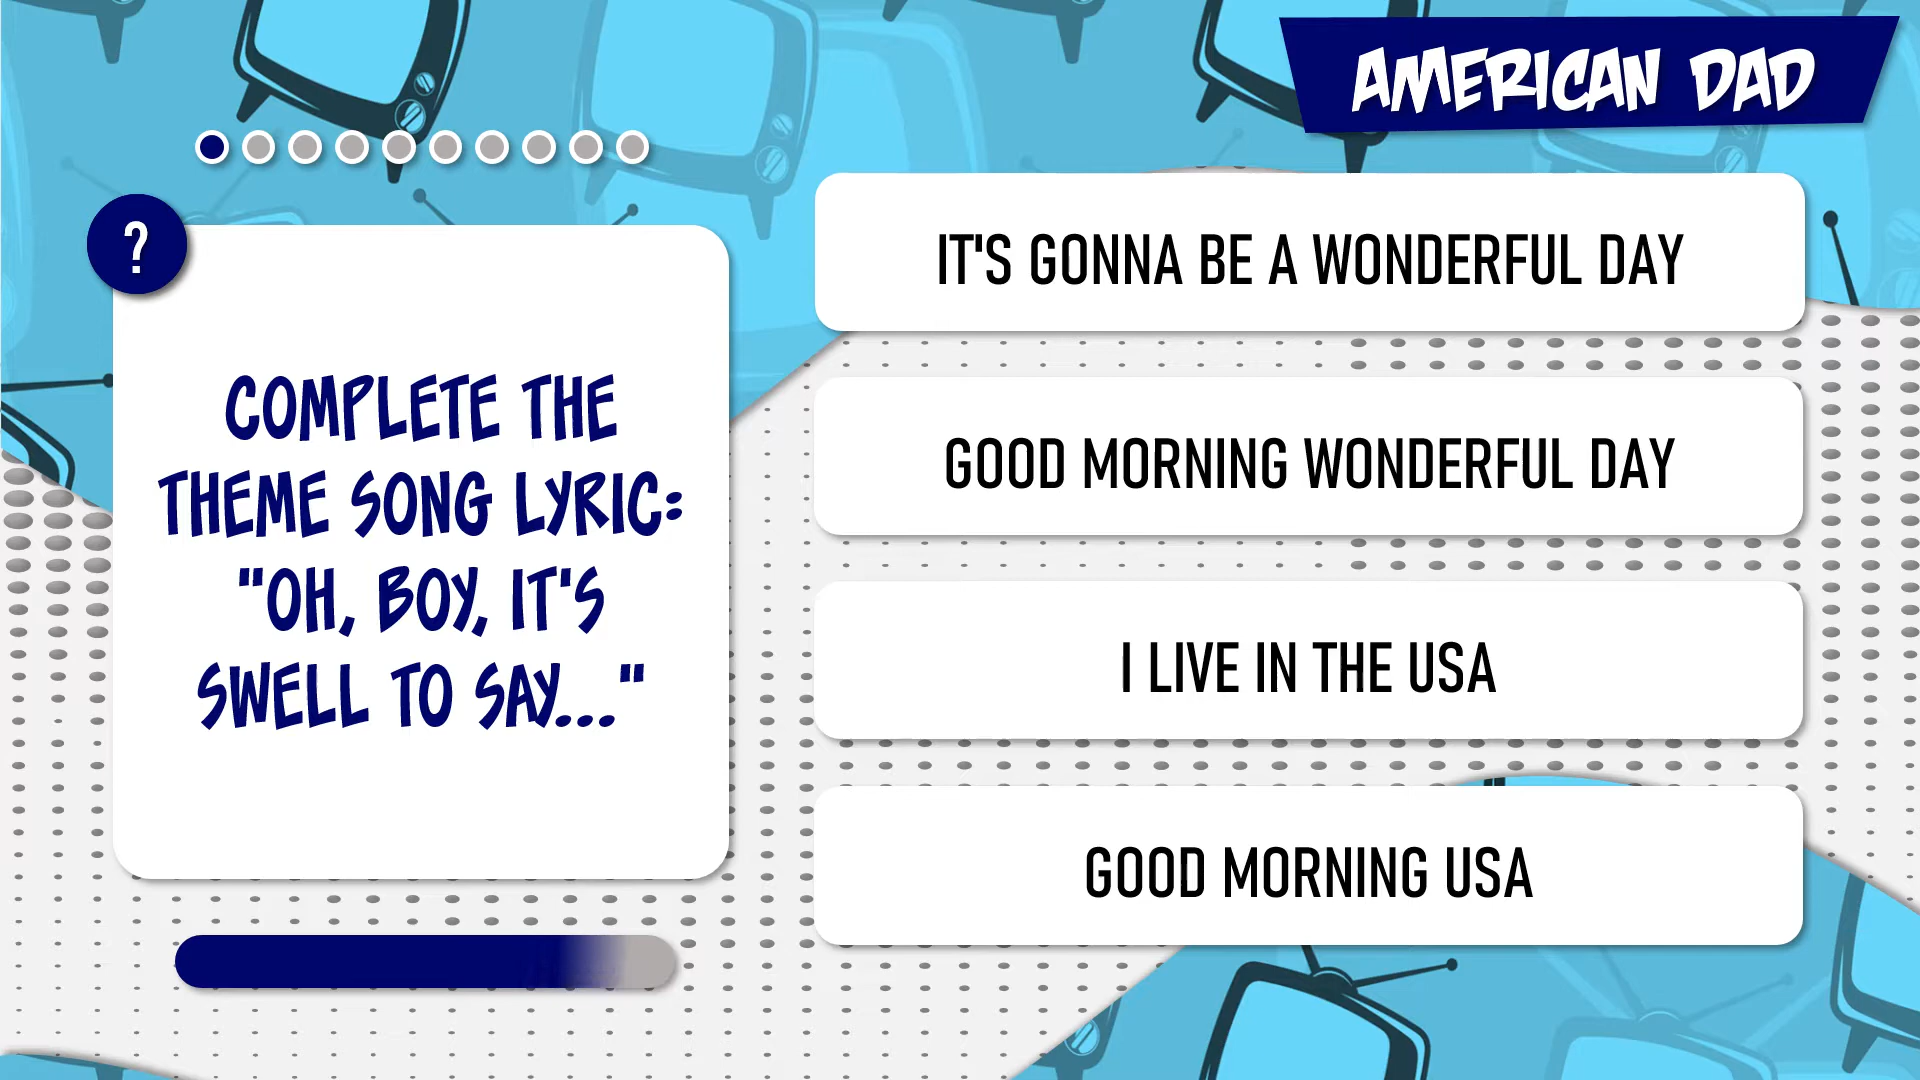 AMERICAN DAD
?
COMPLETE THE
THEME SONG LYRIC:
"OH, BOY, IT'S
SWELL TO SAY..."
IT'S GONNA BE A WONDERFUL DAY
GOOD MORNING WONDERFUL DAY
I LIVE IN THE USA
GOOD MORNING USA